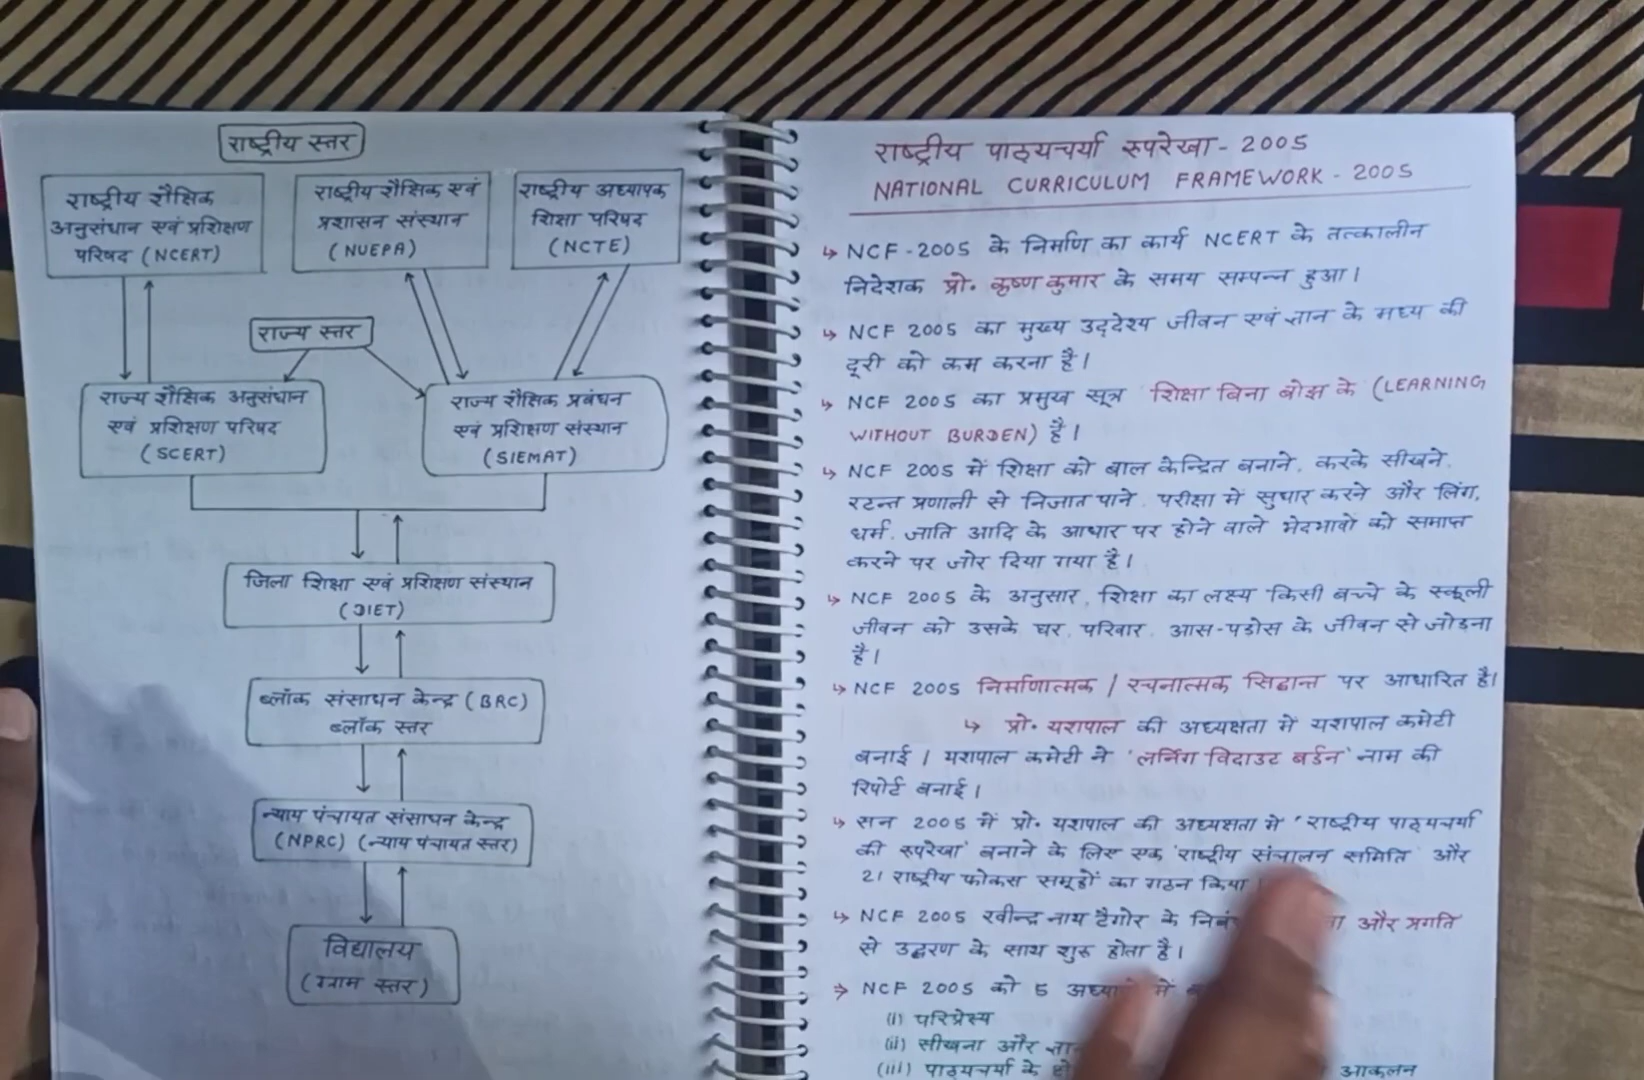 राष्ट्रीय स्तर
राष्ट्रीय शैक्षिक
अनुसंधान एवं प्रशिक्षण
परिषद (NCERT)
राष्ट्रीय शैक्षिक एवं
प्रशासन संस्थान
(NUEPA)
राष्ट्रीय अध्यापक
शिक्षा परिषद
(NCTE)
राज्य स्तर
राज्य शैक्षिक अनुसंधान
एवं प्रशिक्षण परिषद
(SCERT)
राज्य शैक्षिक प्रबंधन
एवं प्रशिक्षण संस्थान
(SIEMAT)
जिला शिक्षा एवं प्रशिक्षण संस्थान
(DIET)
ब्लॉक संसाधन केन्द्र (BRC)
ब्लॉक स्तर
न्याय पंचायत संसाधन केन्द्र
(NPRC) (न्याय पंचायत स्तर)
विद्यालय
(ग्राम स्तर)
राष्ट्रीय पाठ्यचर्या रूपरेखा - 2005
NATIONAL CURRICULUM FRAMEWORK - 2005
↳ NCF - 2005 के निर्माण का कार्य NCERT के तत्कालीन
निदेशक प्रो. कृष्ण कुमार के समय सम्पन्न हुआ।
↳ NCF 2005 का मुख्य उद्देश्य जीवन एवं ज्ञान के मध्य की
दूरी को कम करना है।
↳ NCF 2005 का प्रमुख सूत्र शिक्षा बिना बोझ के (LEARNING
WITHOUT BURDEN) है।
↳ NCF 2005 में शिक्षा को बाल केन्द्रित बनाने, करके सीखने,
रटन्त प्रणाली से निजात पाने, परीक्षा में सुधार करने और लिंग,
धर्म, जाति आदि के आधार पर होने वाले भेदभावों को समाप्त
करने पर जोर दिया गया है।
↳ NCF 2005 के अनुसार, शिक्षा का लक्ष्य किसी बच्चे के स्कूली
जीवन को उसके घर, परिवार, आस-पडोस के जीवन से जोडना
है।
↳ NCF 2005 निर्माणात्मक / रचनात्मक सिद्धान्त पर आधारित है।
↳ प्रो. यशपाल की अध्यक्षता में यशपाल कमेटी
बनाई। यशपाल कमेटी ने 'लर्निंग विदाउट बर्डन' नाम की
रिपोर्ट बनाई।
↳ सन 2005 में प्रो. यशपाल की अध्यक्षता में 'राष्ट्रीय पाठ्यचर्या
की रूपरेखा' बनाने के लिए एक 'राष्ट्रीय संचालन समिति' और
21 राष्ट्रीय फोकस समूहों का गठन किया
↳ NCF 2005 रवीन्द्र नाथ टैगोर के और प्रगति
से उद्धरण के साथ शुरू होता है।
⇒ NCF 2005 को 5 में
(i) परिप्रेक्ष्य
(ii) सीखना और
(iii) पाठ्यचर्या के आकलन